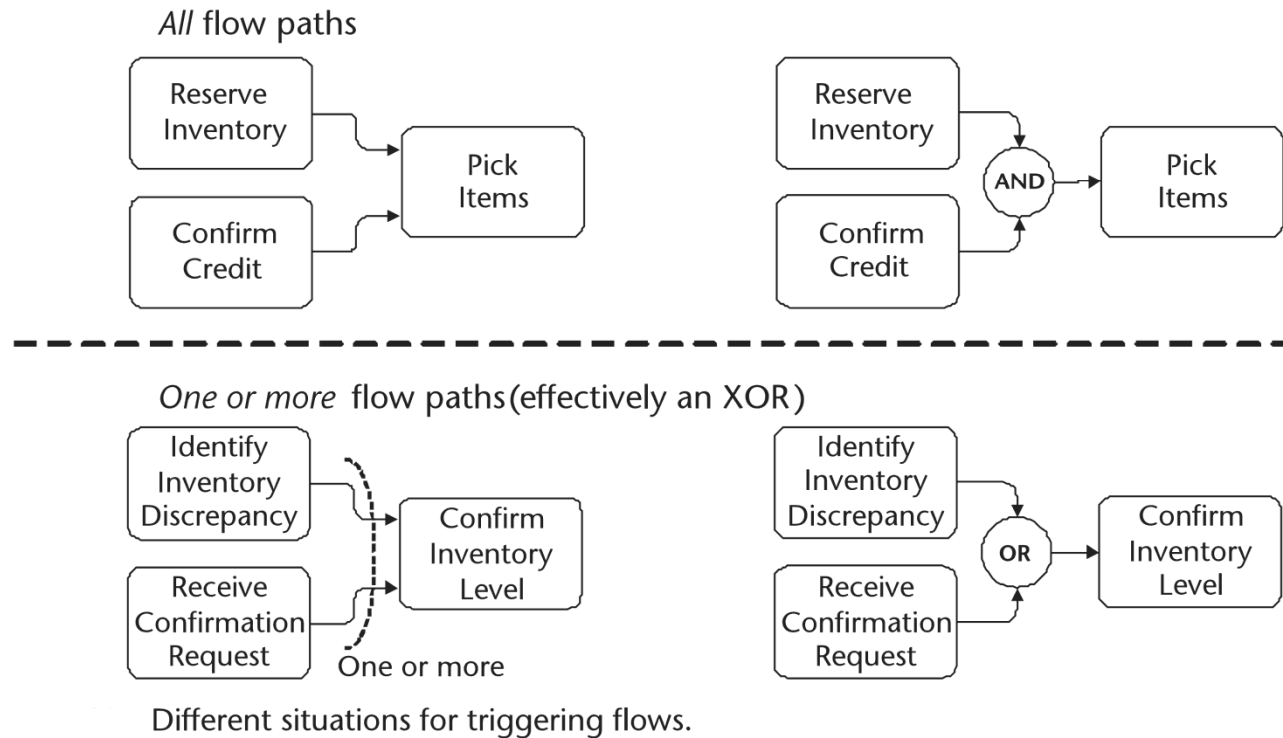 All flow paths
Reserve
Inventory
Confirm
Credit
Pick
Items
Reserve
Inventory
Confirm
Credit
AND
Pick
Items
One or more flow paths (effectively an XOR)
Identify
Inventory
Discrepancy
Receive
Confirmation
Request
Confirm
Inventory
Level
One or more
Identify
Inventory
Discrepancy
Receive
Confirmation
Request
OR
Confirm
Inventory
Level
Different situations for triggering flows.